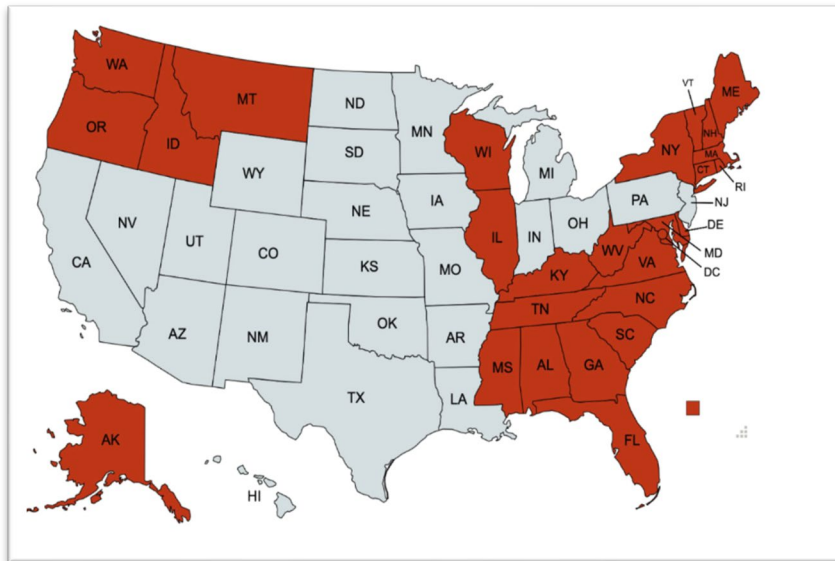 WA
MT
ND
MN
VT
ME
OR
ID
WI
NY
NH
MA
CT
RI
SD
WY
MI
IA
PA
NJ
NE
NV
UT
CO
IL
IN
OH
DE
MD
DC
WV
VA
CA
KS
MO
KY
NC
TN
AZ
NM
OK
AR
SC
MS
AL
GA
TX
LA
AK
FL
HI